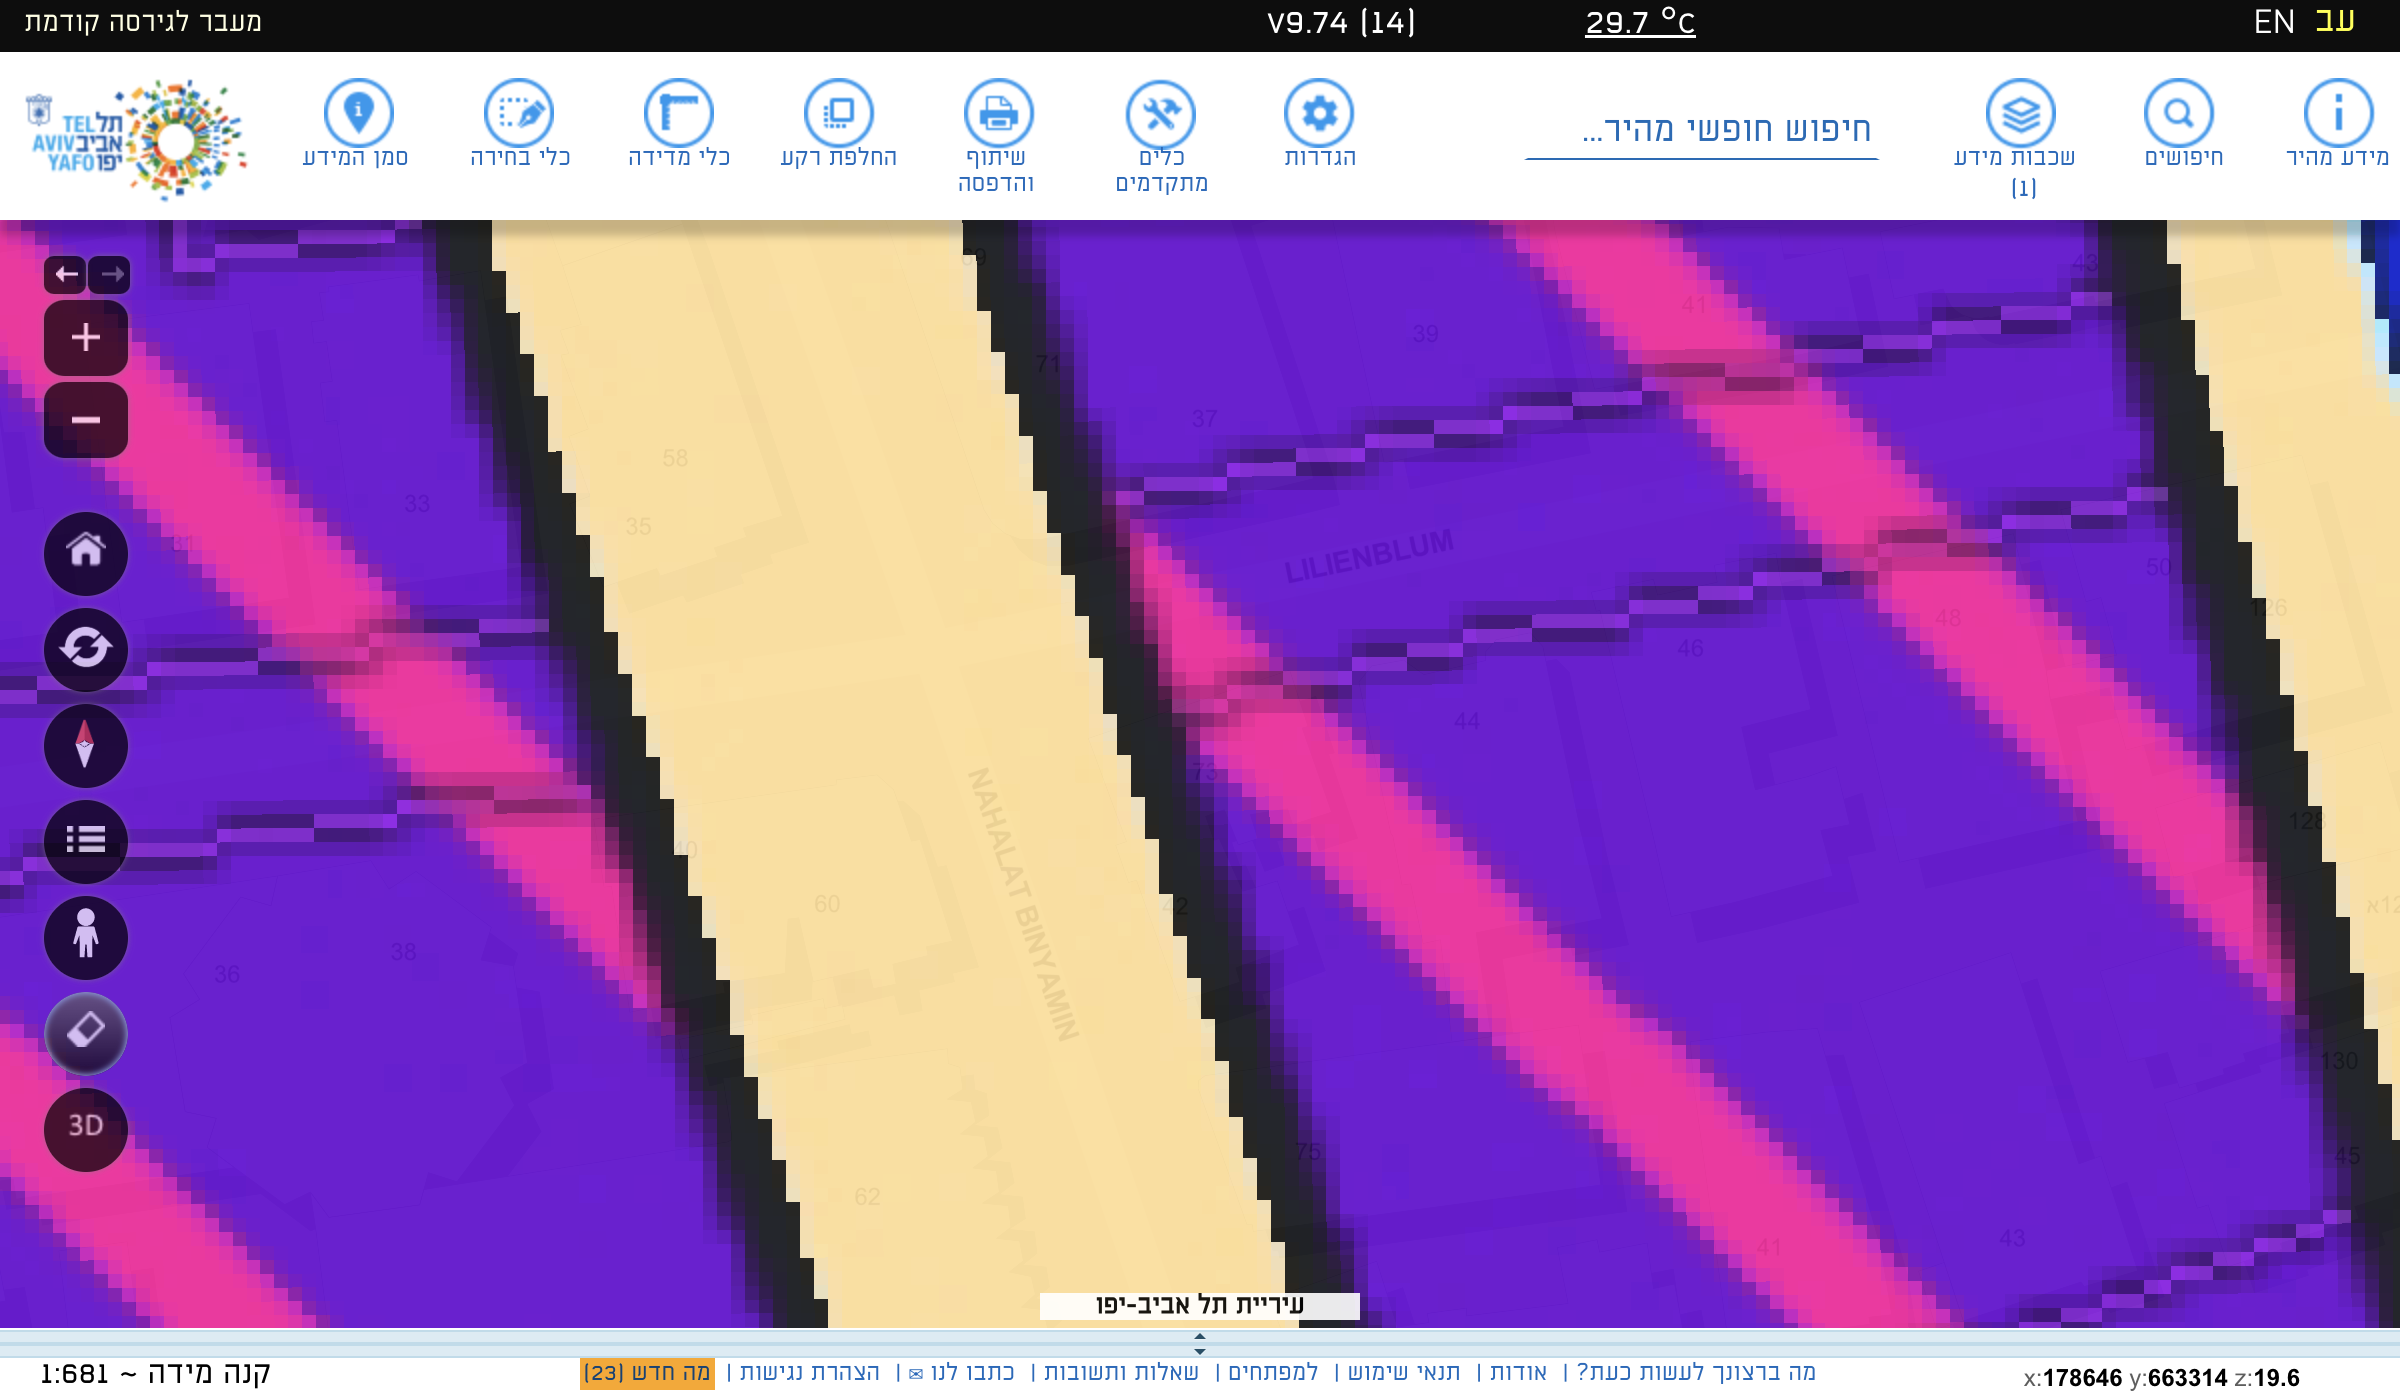 מעבר לגירסה קודמת
V9.74 (14)
29.7 °C
EN עב
TEL AVIV YAFO
תל אביב יפו
סמן המידע
כלי בחירה
כלי מדידה
החלפת רקע
שיתוף והדפסה
כלים מתקדמים
הגדרות
חיפוש חופשי מהיר...
שכבות מידע (1)
חיפושים
מידע מהיר
69
43
41
39
71
37
58
33
35
31
LILIENBLUM
50
126
48
46
44
73
NAHALAT BINYAMIN
128
40
60
42
א12
38
36
130
75
45
62
43
41
3D
עיריית תל אביב-יפו
קנה מידה ~ 1:681
מה ברצונך לעשות כעת? | אודות | תנאי שימוש | למפתחים | שאלות ותשובות | כתבו לנו ✉ | הצהרת נגישות | מה חדש (23)
x:178646 y:663314 z:19.6